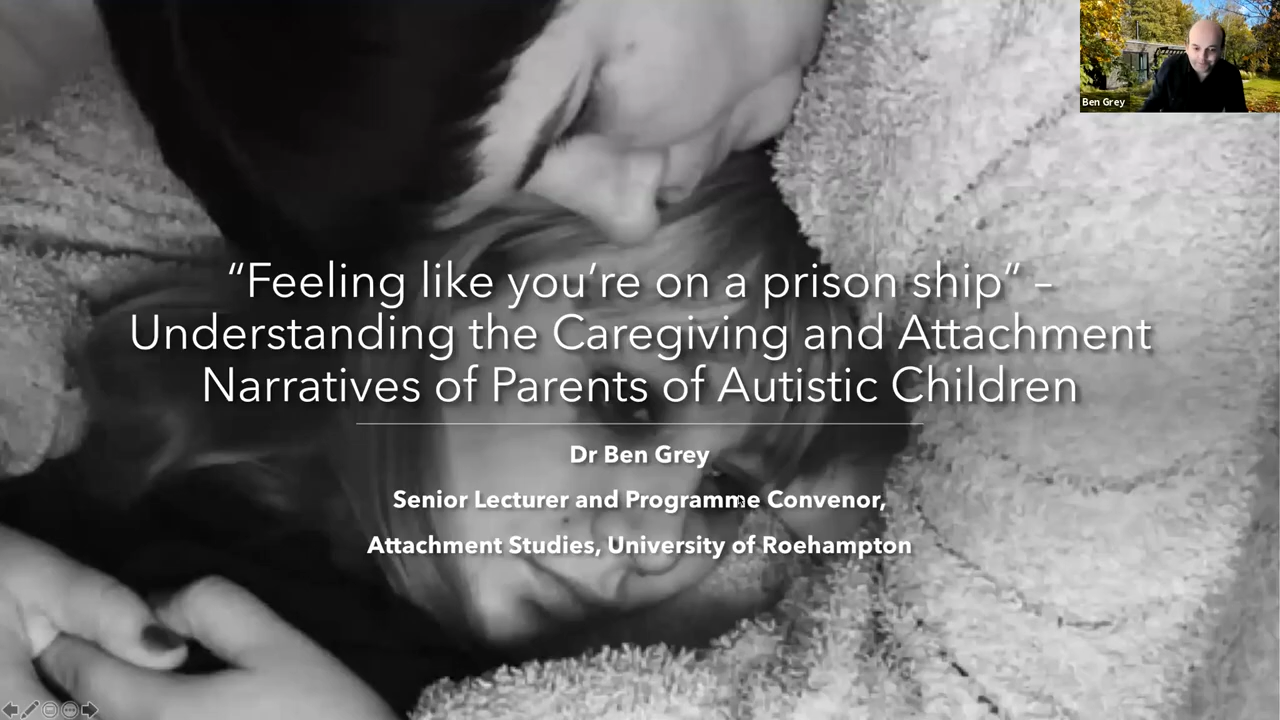 Ben Grey
“Feeling like you’re on a prison ship” –
Understanding the Caregiving and Attachment
Narratives of Parents of Autistic Children
Dr Ben Grey
Senior Lecturer and Programme Convenor,
Attachment Studies, University of Roehampton